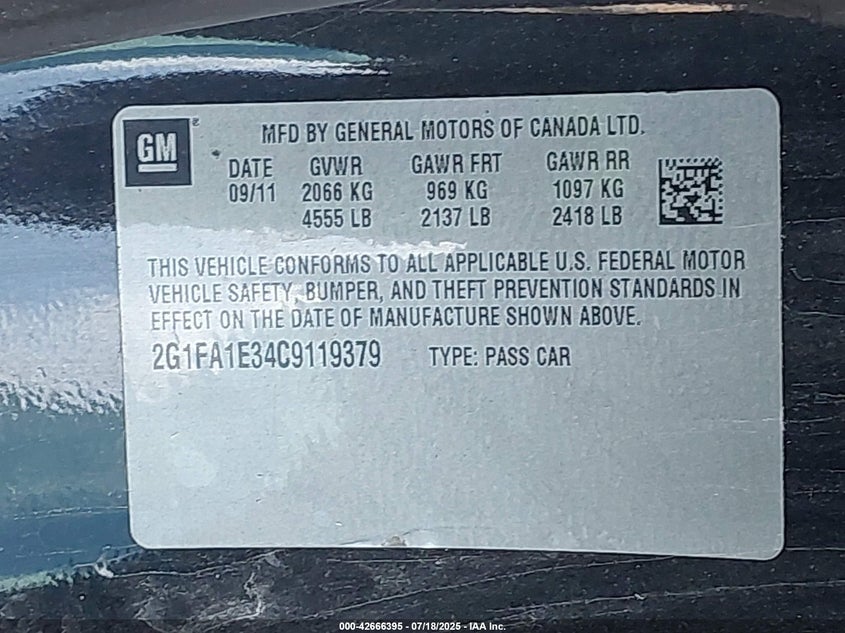 GM
MFD BY GENERAL MOTORS OF CANADA LTD.
DATE GVWR GAWR FRT GAWR RR
09/11 2066 KG 969 KG 1097 KG
4555 LB 2137 LB 2418 LB
THIS VEHICLE CONFORMS TO ALL APPLICABLE U.S. FEDERAL MOTOR
VEHICLE SAFETY, BUMPER, AND THEFT PREVENTION STANDARDS IN
EFFECT ON THE DATE OF MANUFACTURE SHOWN ABOVE.
2G1FA1E34C9119379 TYPE: PASS CAR
000-42666395 - 07/18/2025 - IAA Inc.